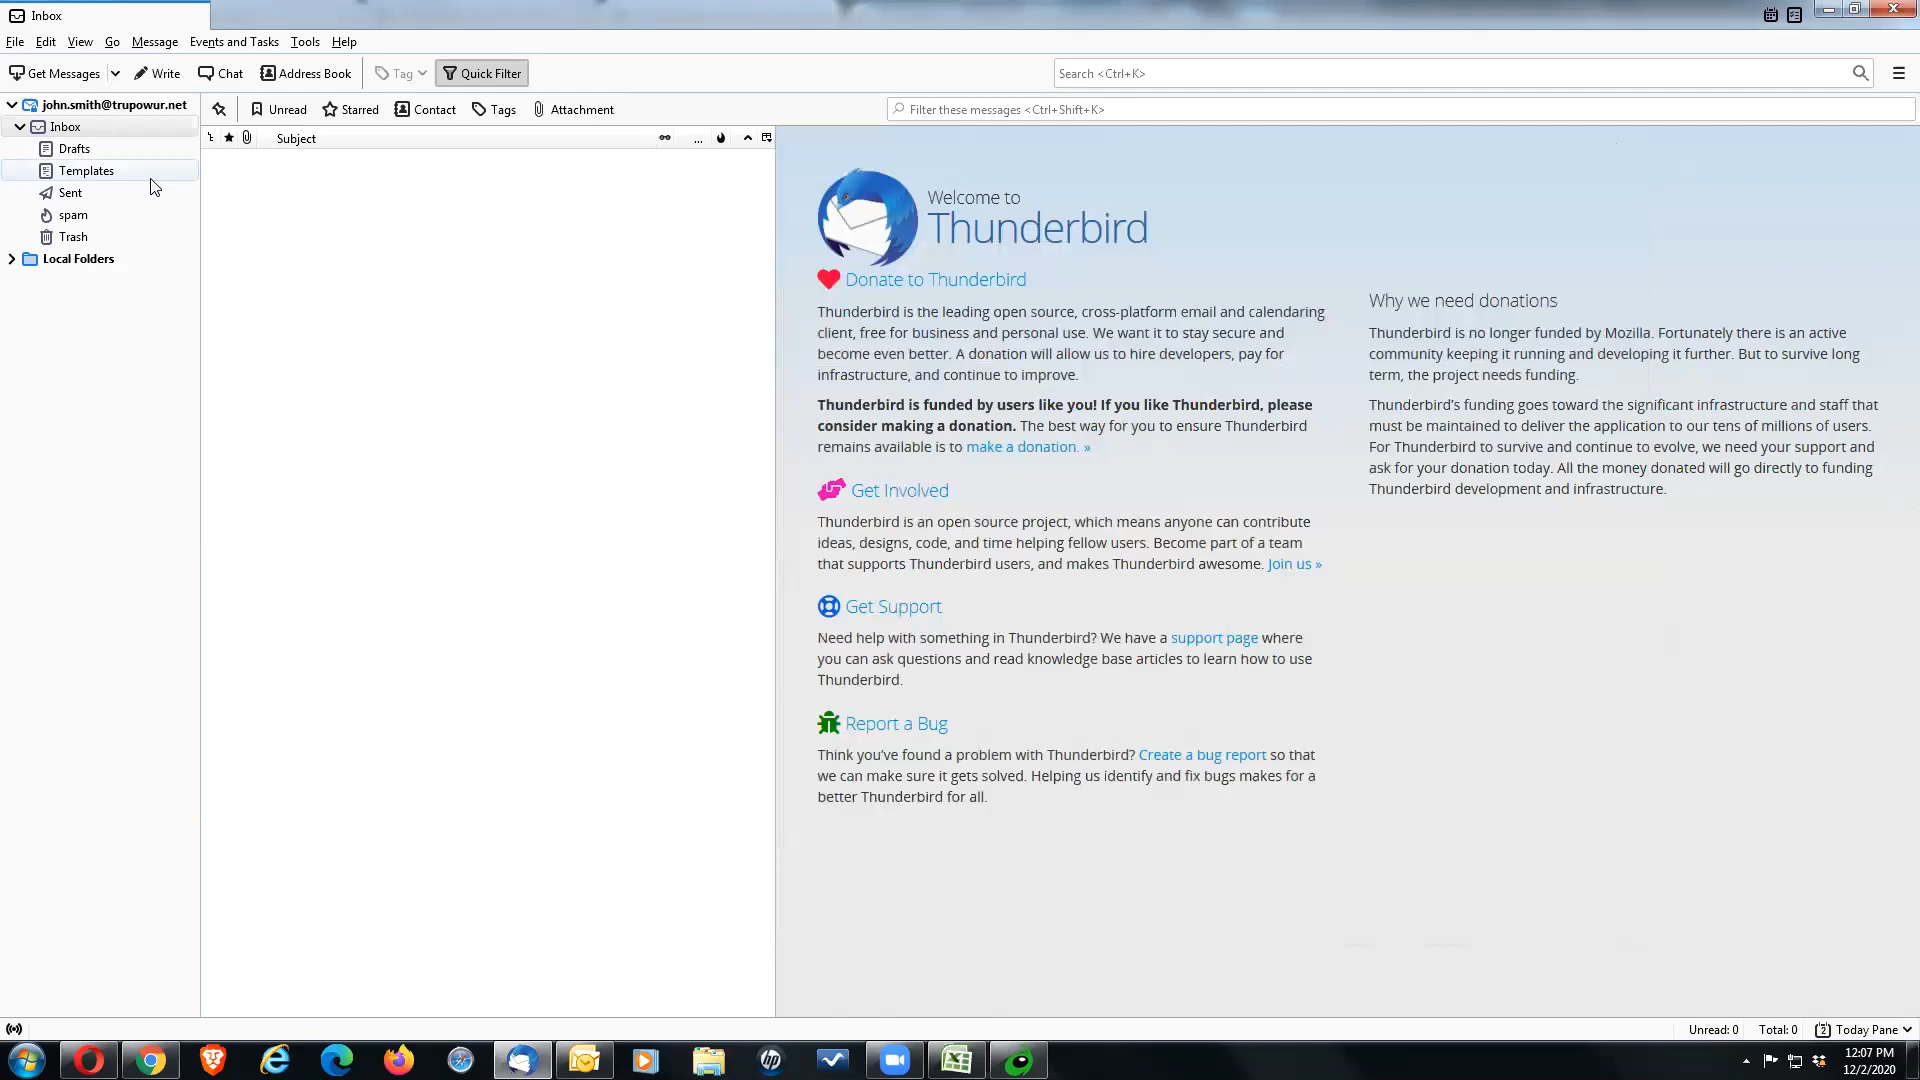 Inbox
File Edit View Go Message Events and Tasks Tools Help
Get Messages Write Chat Address Book Tag Quick Filter Search <Ctrl+K>
john.smith@trupowur.net
Unread Starred Contact Tags Attachment Filter these messages <Ctrl+Shift+K>
Inbox
Subject ...
Drafts
Templates
Sent
spam
Trash
Local Folders
Welcome to
Thunderbird
Donate to Thunderbird
Thunderbird is the leading open source, cross-platform email and calendaring
client, free for business and personal use. We want it to stay secure and
become even better. A donation will allow us to hire developers, pay for
infrastructure, and continue to improve.
Thunderbird is funded by users like you! If you like Thunderbird, please
consider making a donation. The best way for you to ensure Thunderbird
remains available is to make a donation. »
Get Involved
Thunderbird is an open source project, which means anyone can contribute
ideas, designs, code, and time helping fellow users. Become part of a team
that supports Thunderbird users, and makes Thunderbird awesome. Join us »
Get Support
Need help with something in Thunderbird? We have a support page where
you can ask questions and read knowledge base articles to learn how to use
Thunderbird.
Report a Bug
Think you've found a problem with Thunderbird? Create a bug report so that
we can make sure it gets solved. Helping us identify and fix bugs makes for a
better Thunderbird for all.
Why we need donations
Thunderbird is no longer funded by Mozilla. Fortunately there is an active
community keeping it running and developing it further. But to survive long
term, the project needs funding.
Thunderbird's funding goes toward the significant infrastructure and staff that
must be maintained to deliver the application to our tens of millions of users.
For Thunderbird to survive and continue to evolve, we need your support and
ask for your donation today. All the money donated will go directly to funding
Thunderbird development and infrastructure.
Unread: 0 Total: 0 2 Today Pane
12:07 PM
12/2/2020